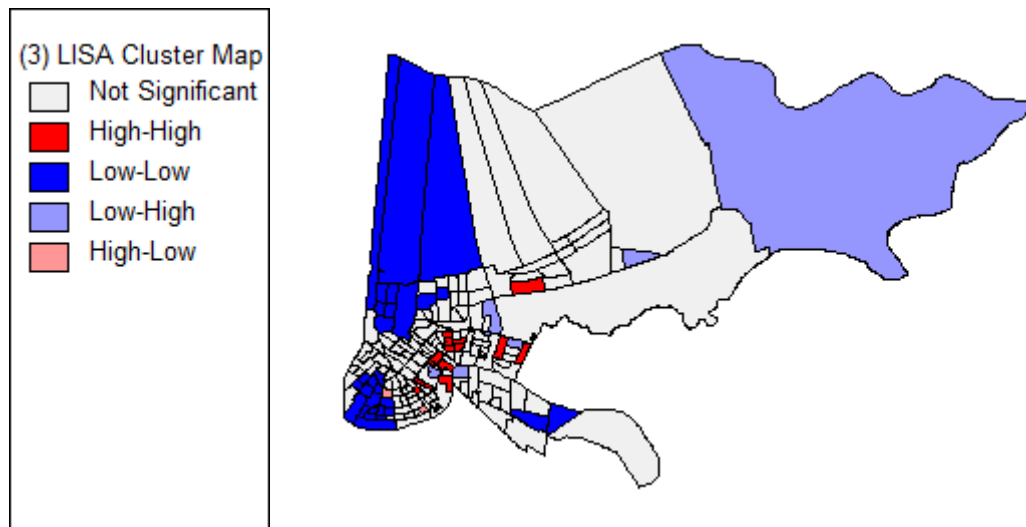 (3) LISA Cluster Map
Not Significant
High-High
Low-Low
Low-High
High-Low